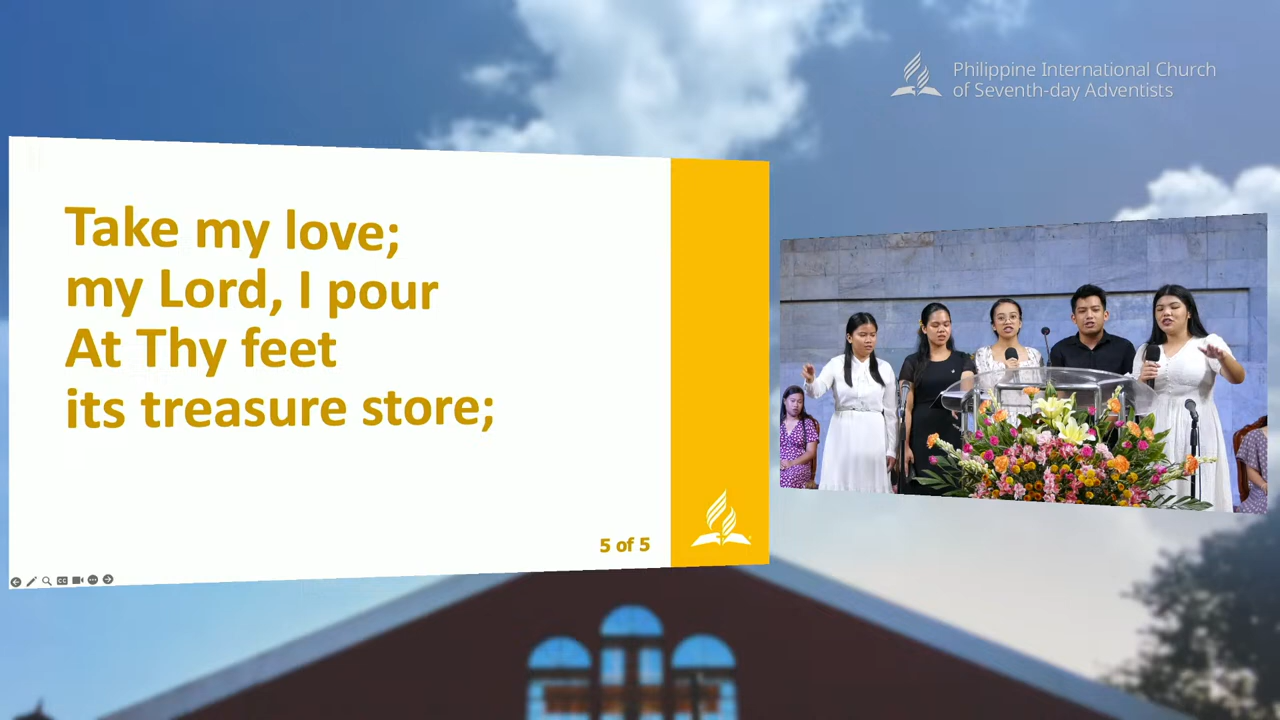 Philippine International Church
of Seventh-day Adventists
Take my love;
my Lord, I pour
At Thy feet
its treasure store;
5 of 5